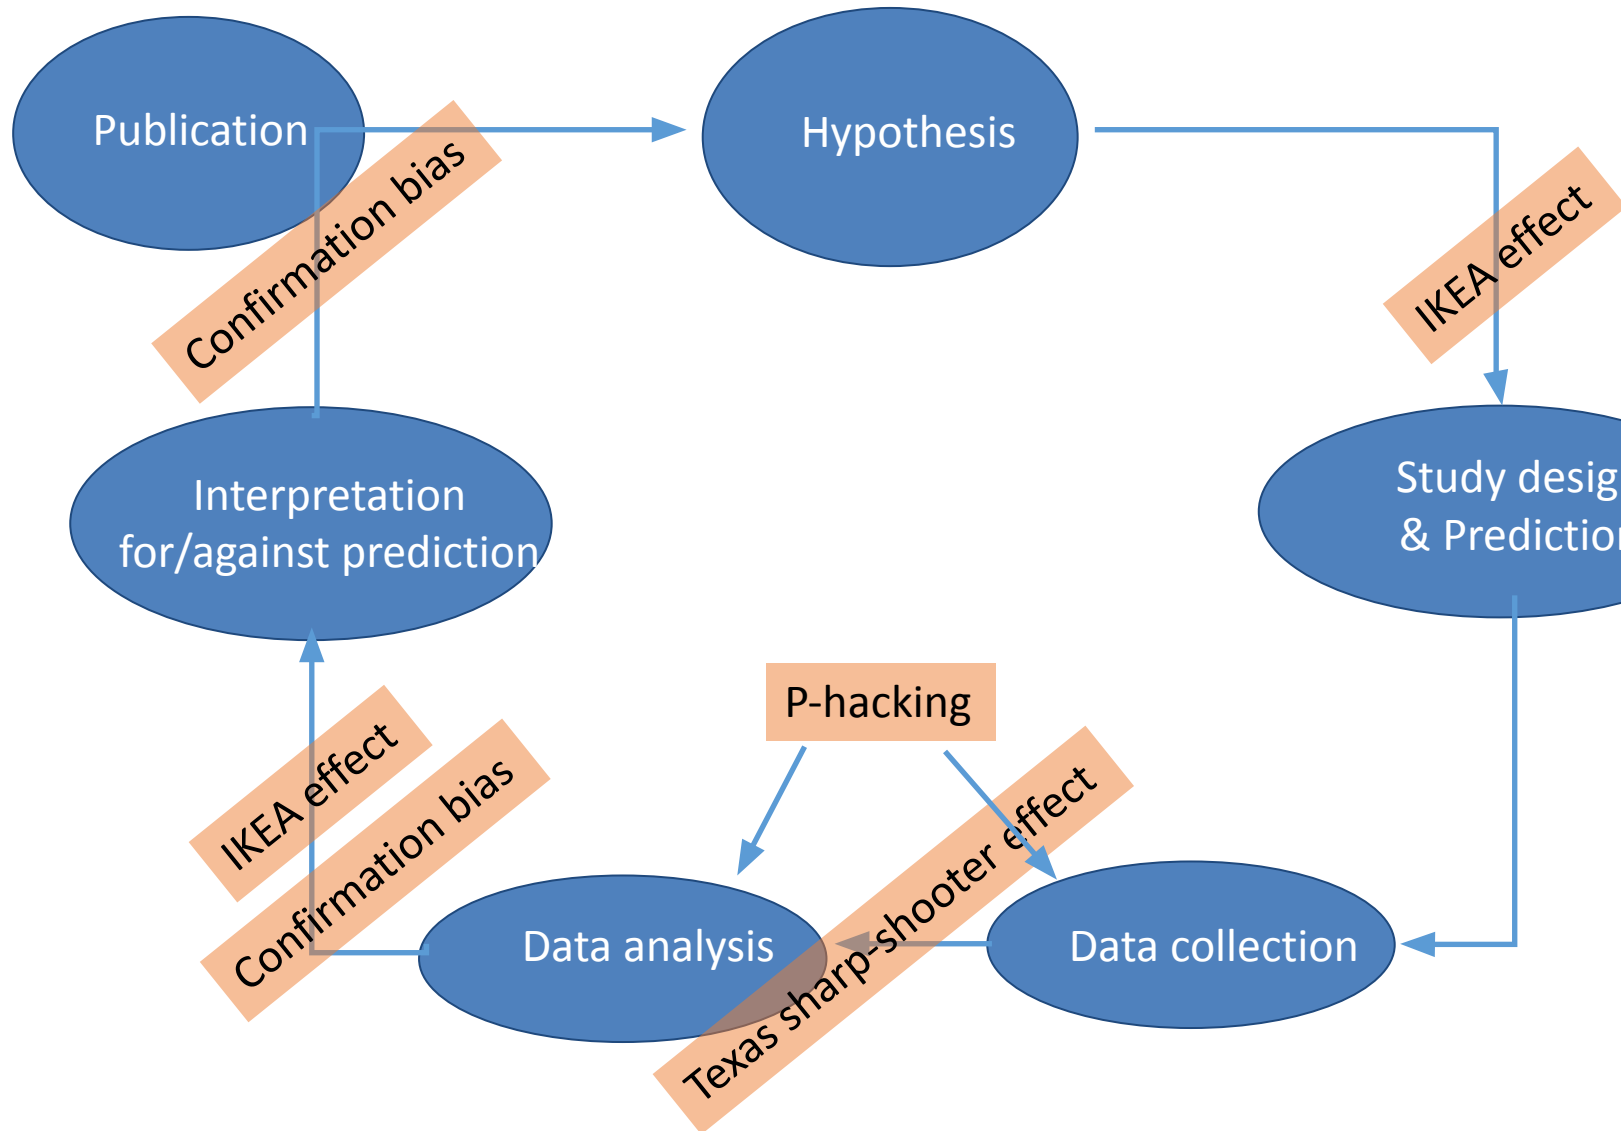 Publication
Hypothesis
Confirmation bias
IKEA effect
Interpretation
for/against prediction
Study desig
& Prediction
P-hacking
IKEA effect
Confirmation bias
Texas sharp-shooter effect
Data analysis
Data collection